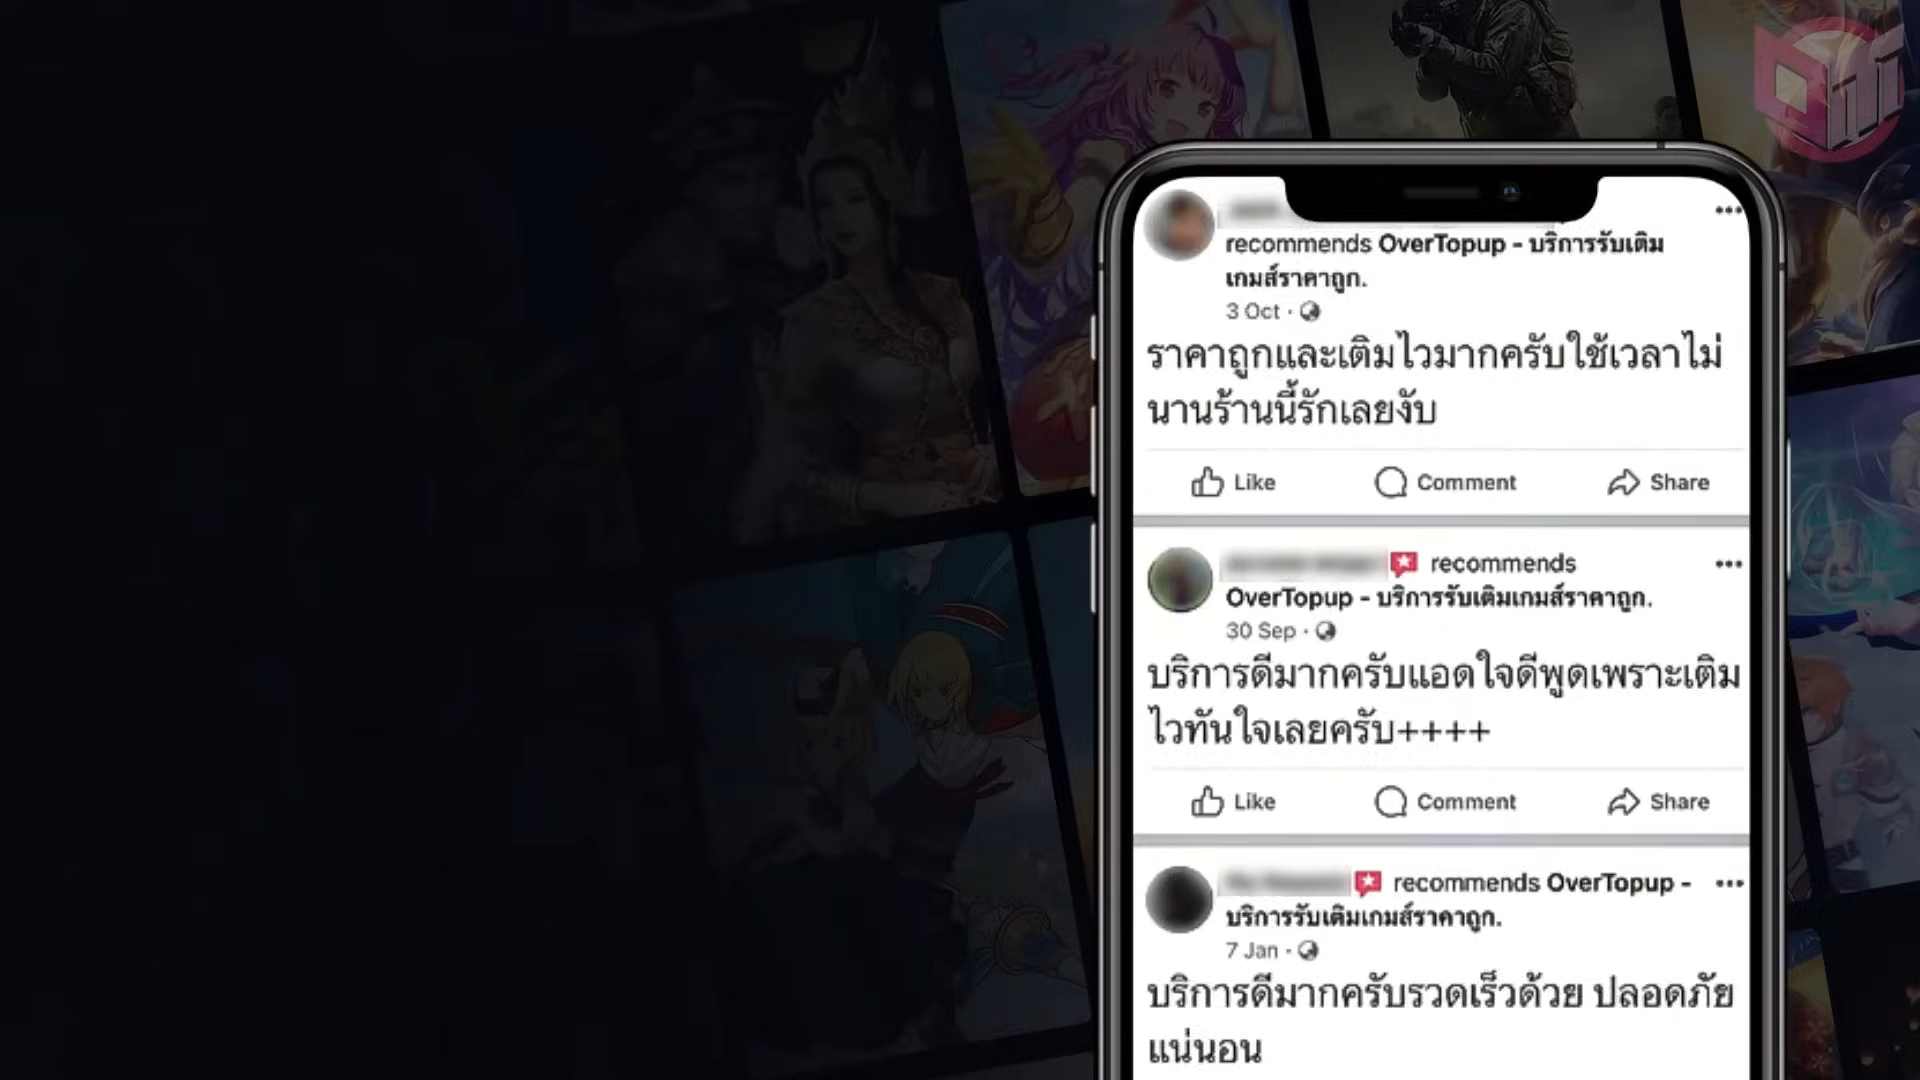 recommends OverTopup - บริการรับเติม
เกมส์ราคาถูก.
3 Oct ·
ราคาถูกและเติมไวมากครับใช้เวลาไม่
นานร้านนี้รักเลยงับ
Like Comment Share
recommends
OverTopup - บริการรับเติมเกมส์ราคาถูก.
30 Sep ·
บริการดีมากครับแอดใจดีพูดเพราะเติม
ไวทันใจเลยครับ++++
Like Comment Share
recommends OverTopup -
บริการรับเติมเกมส์ราคาถูก.
7 Jan ·
บริการดีมากครับรวดเร็วด้วย ปลอดภัย
แน่นอน